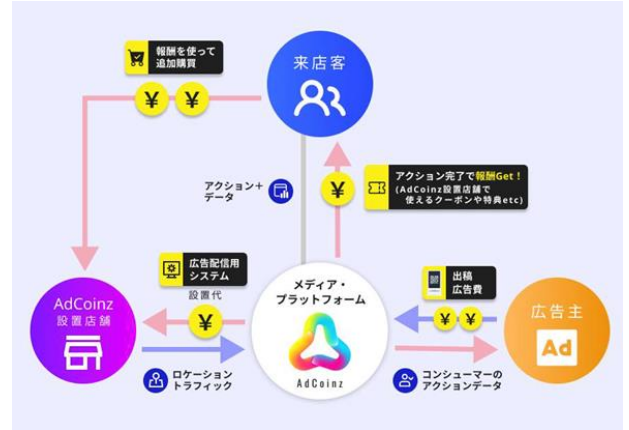 報酬を使って
追加購買
¥ ¥
来店客
アクション＋
データ
¥
アクション完了で報酬Get！
(AdCoinz設置店舗で
使えるクーポンや特典etc)
広告配信用
システム
設置代
¥
メディア・
プラットフォーム
AdCoinz
出稿
広告費
¥ ¥
AdCoinz
設置店舗
広告主
Ad
ロケーション
トラフィック
コンシューマーの
アクションデータ